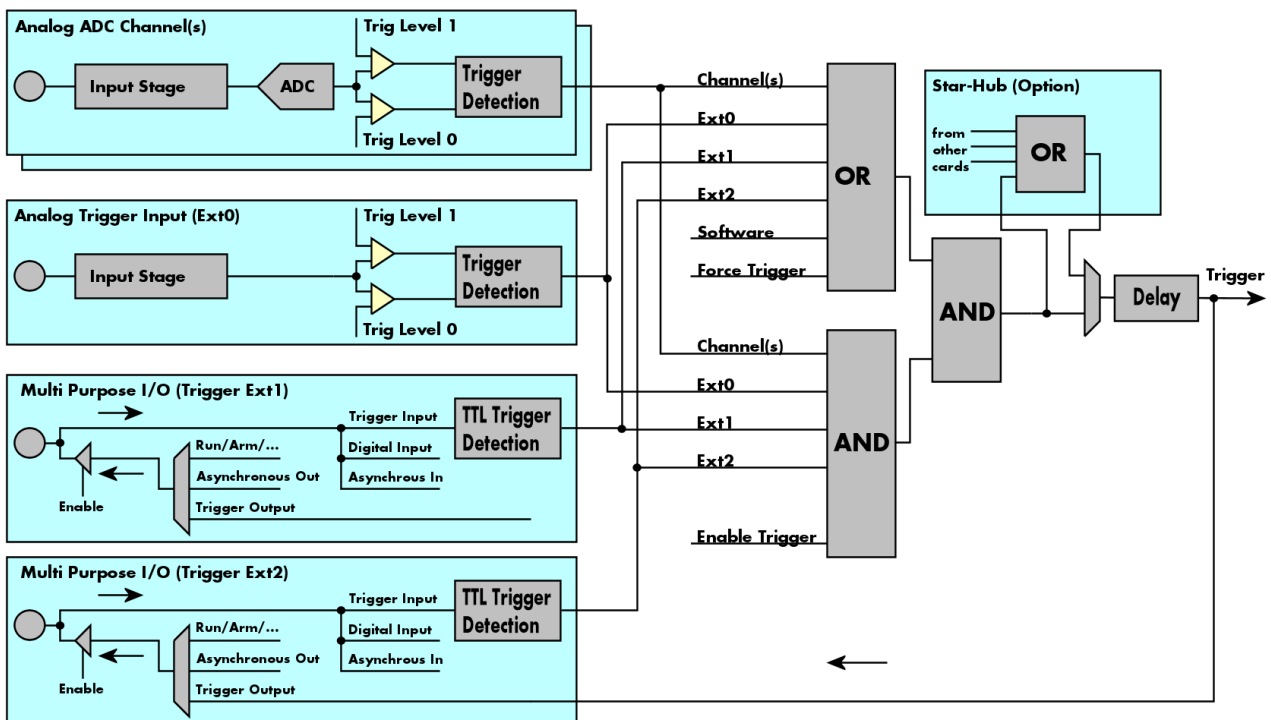 Analog ADC Channel(s)
Trig Level 1
Input Stage
ADC
Trigger
Detection
Trig Level 0
Analog Trigger Input (Ext0)
Trig Level 1
Input Stage
Trigger
Detection
Trig Level 0
Multi Purpose I/O (Trigger Ext1)
Trigger Input
TTL Trigger
Detection
Run/Arm/...
Digital Input
Asynchronous Out
Asynchrous In
Enable
Trigger Output
Multi Purpose I/O (Trigger Ext2)
Trigger Input
TTL Trigger
Detection
Run/Arm/...
Digital Input
Asynchronous Out
Asynchrous In
Enable
Trigger Output
Channel(s)
Ext0
Ext1
Ext2
Software
Force Trigger
OR
Channel(s)
Ext0
Ext1
Ext2
Enable Trigger
AND
AND
Star-Hub (Option)
from
other
cards
OR
Delay
Trigger